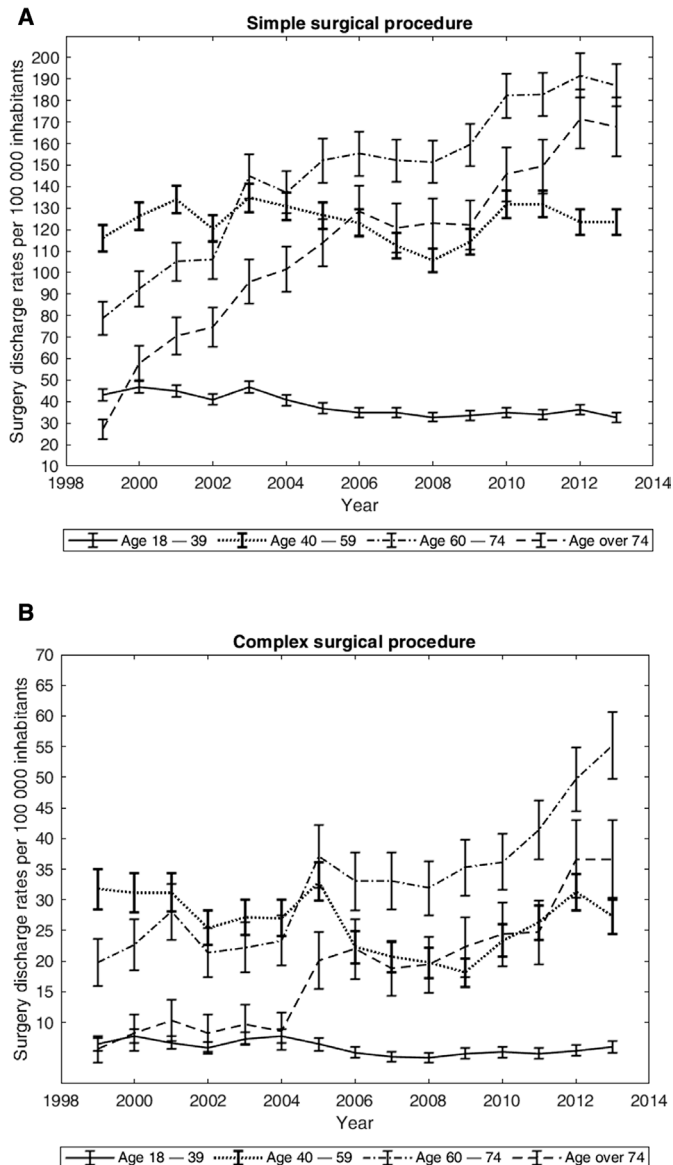 A
Simple surgical procedure
Surgery discharge rates per 100 000 inhabitants
200
190
180
170
160
150
140
130
120
110
100
90
80
70
60
50
40
30
20
10
1998 2000 2002 2004 2006 2008 2010 2012 2014
Year
Age 18 — 39 Age 40 — 59 Age 60 — 74 Age over 74
B
Complex surgical procedure
Surgery discharge rates per 100 000 inhabitants
70
65
60
55
50
45
40
35
30
25
20
15
10
1998 2000 2002 2004 2006 2008 2010 2012 2014
Year
Age 18 — 39 Age 40 — 59 Age 60 — 74 Age over 74